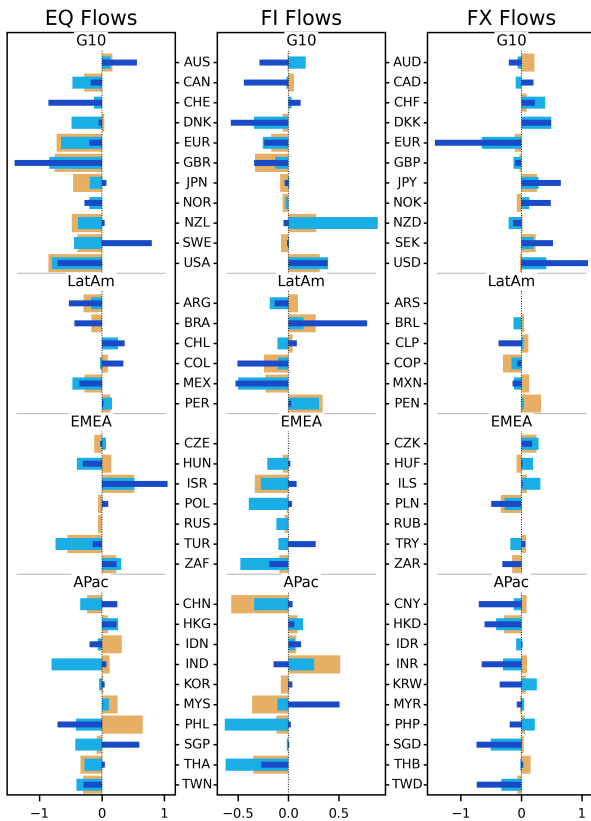 EQ Flows FI Flows FX Flows
G10 G10 G10
AUS AUD
CAN CAD
CHE CHF
DNK DKK
EUR EUR
GBR GBP
JPN JPY
NOR NOK
NZL NZD
SWE SEK
USA USD
LatAm LatAm LatAm
ARG ARS
BRA BRL
CHL CLP
COL COP
MEX MXN
PER PEN
EMEA EMEA EMEA
CZE CZK
HUN HUF
ISR ILS
POL PLN
RUS RUB
TUR TRY
ZAF ZAR
APac APac APac
CHN CNY
HKG HKD
IDN IDR
IND INR
KOR KRW
MYS MYR
PHL PHP
SGP SGD
THA THB
TWN TWD
−1 0 1 −0.5 0.0 0.5 −1 0 1